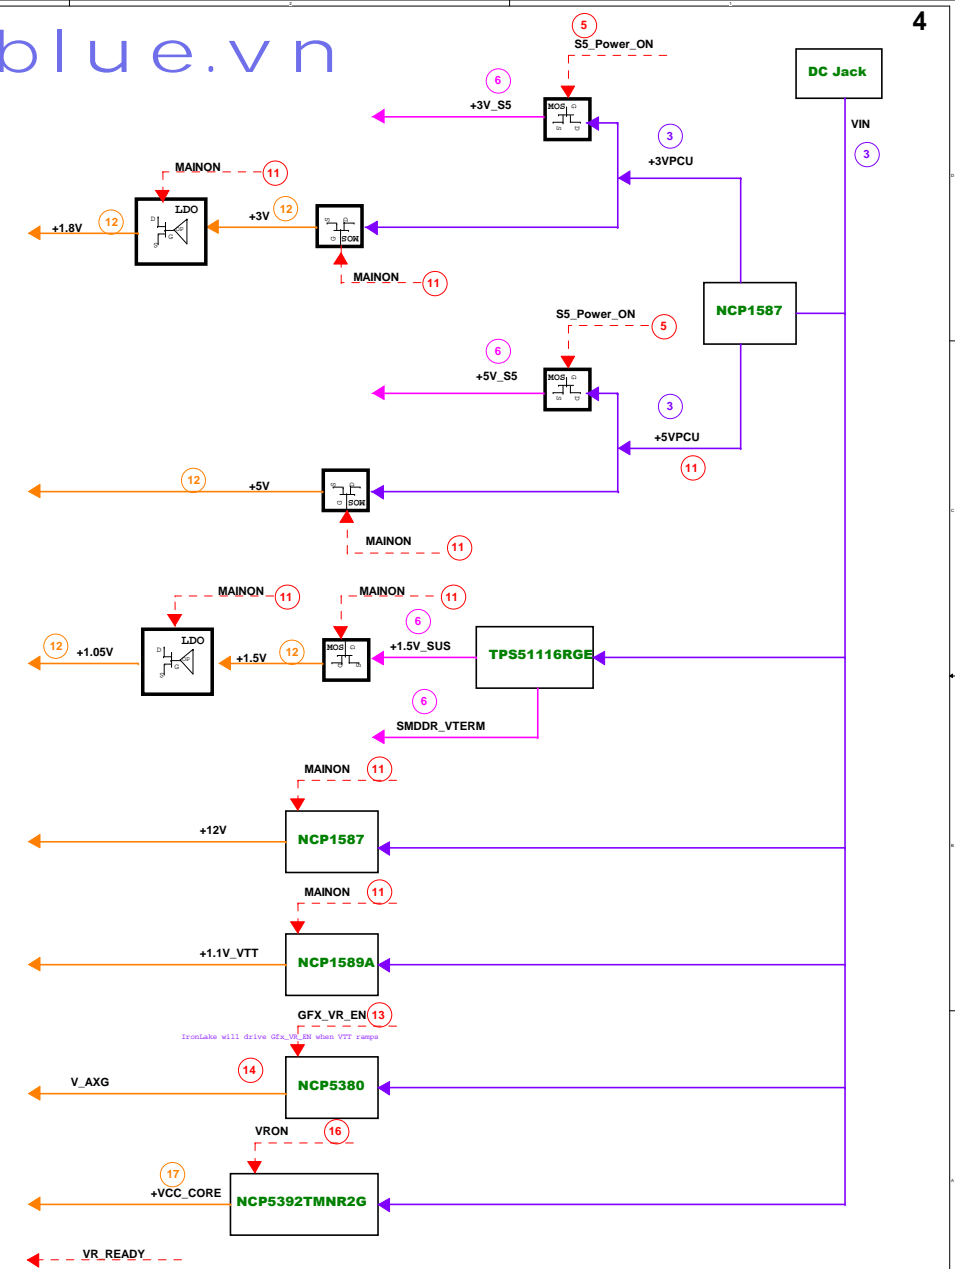 4
blue.vn
5
S5_Power_ON
DC Jack
6
+3V_S5
MOS
G
S
D
VIN
3
+3VPCU
3
MAINON
11
LDO
D
G
S
+1.8V
12
+3V
12
MOS
MAINON
11
NCP1587
S5_Power_ON
5
6
+5V_S5
MOS
G
S
D
3
+5VPCU
11
12
+5V
MOS
MAINON
11
MAINON
11
MAINON
11
6
+1.5V_SUS
TPS51116RGE
12
+1.05V
LDO
D
G
S
+1.5V
12
MOS
G
S
D
6
SMDDR_VTERM
MAINON
11
+12V
NCP1587
MAINON
11
+1.1V_VTT
NCP1589A
GFX_VR_EN
13
IronLake will drive Gfx_VR_EN when VTT ramps
14
V_AXG
NCP5380
VRON
16
17
+VCC_CORE
NCP5392TMNR2G
VR_READY